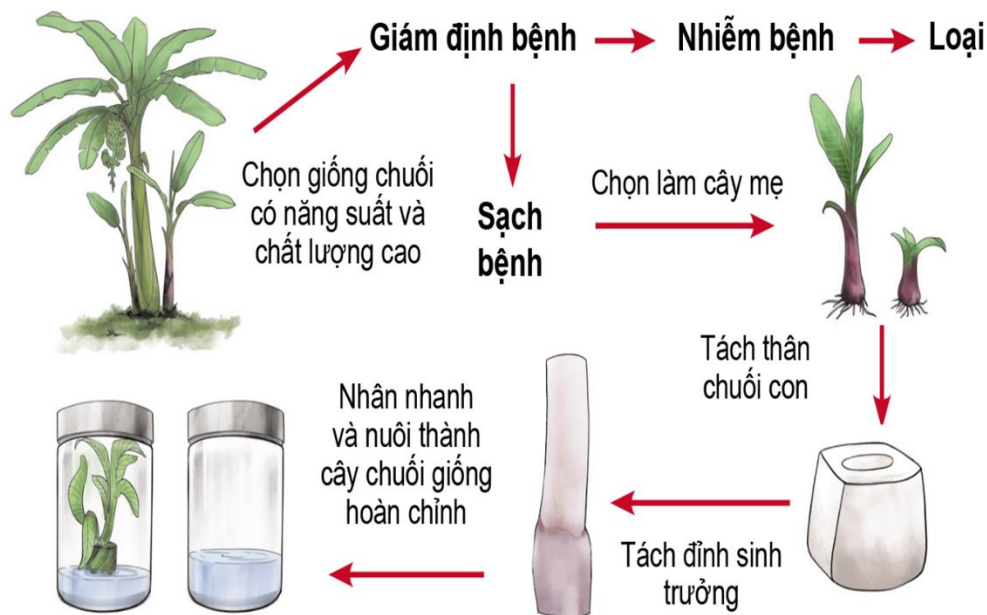 Giám định bệnh
Nhiễm bệnh
Loại
Chọn giống chuối
có năng suất và
chất lượng cao
Sạch
bệnh
Chọn làm cây mẹ
Tách thân
chuối con
Tách đỉnh sinh
trưởng
Nhân nhanh
và nuôi thành
cây chuối giống
hoàn chỉnh